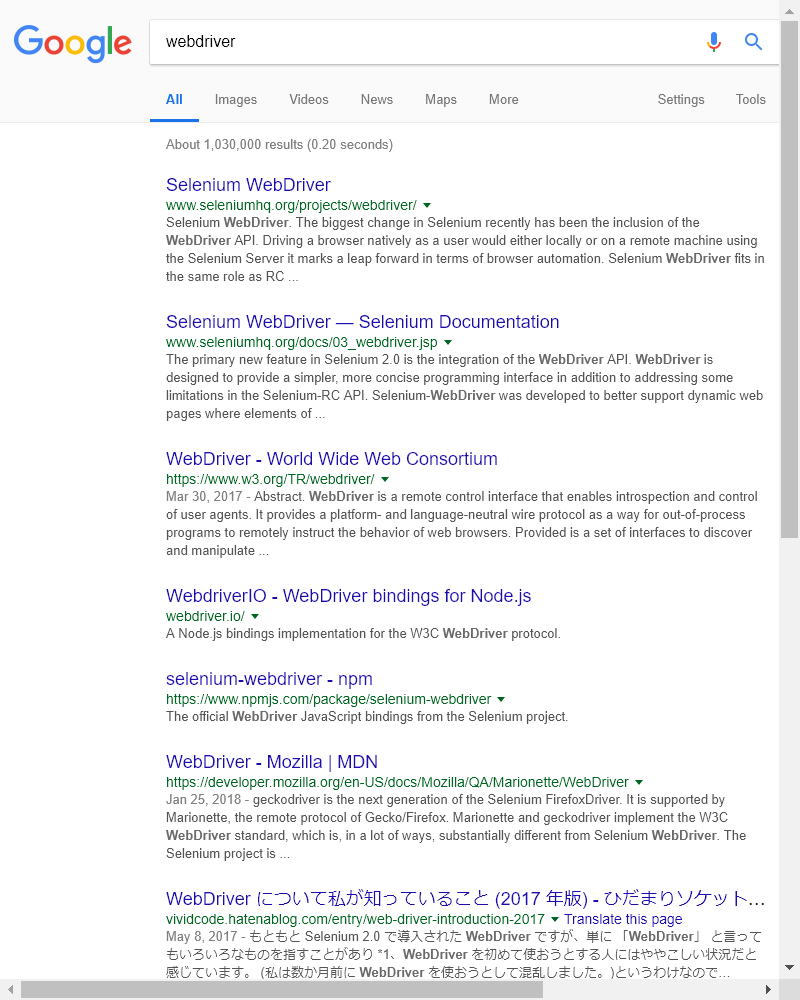 Google
webdriver
All Images Videos News Maps More Settings Tools
About 1,030,000 results (0.20 seconds)
Selenium WebDriver
www.seleniumhq.org/projects/webdriver/
Selenium WebDriver. The biggest change in Selenium recently has been the inclusion of the
WebDriver API. Driving a browser natively as a user would either locally or on a remote machine using
the Selenium Server it marks a leap forward in terms of browser automation. Selenium WebDriver fits in
the same role as RC ...
Selenium WebDriver — Selenium Documentation
www.seleniumhq.org/docs/03_webdriver.jsp
The primary new feature in Selenium 2.0 is the integration of the WebDriver API. WebDriver is
designed to provide a simpler, more concise programming interface in addition to addressing some
limitations in the Selenium-RC API. Selenium-WebDriver was developed to better support dynamic web
pages where elements of ...
WebDriver - World Wide Web Consortium
https://www.w3.org/TR/webdriver/
Mar 30, 2017 - Abstract. WebDriver is a remote control interface that enables introspection and control
of user agents. It provides a platform- and language-neutral wire protocol as a way for out-of-process
programs to remotely instruct the behavior of web browsers. Provided is a set of interfaces to discover
and manipulate ...
WebdriverIO - WebDriver bindings for Node.js
webdriver.io/
A Node.js bindings implementation for the W3C WebDriver protocol.
selenium-webdriver - npm
https://www.npmjs.com/package/selenium-webdriver
The official WebDriver JavaScript bindings from the Selenium project.
WebDriver - Mozilla | MDN
https://developer.mozilla.org/en-US/docs/Mozilla/QA/Marionette/WebDriver
Jan 25, 2018 - geckodriver is the next generation of the Selenium FirefoxDriver. It is supported by
Marionette, the remote protocol of Gecko/Firefox. Marionette and geckodriver implement the W3C
WebDriver standard, which is, in a lot of ways, substantially different from Selenium WebDriver. The
Selenium project is ...
WebDriver について私が知っていること (2017 年版) - ひだまりソケット...
vividcode.hatenablog.com/entry/web-driver-introduction-2017 Translate this page
May 8, 2017 - もともと Selenium 2.0 で導入された WebDriver ですが、単に 「WebDriver」 と言って
もいろいろなものを指すことがあり *1、WebDriver を初めて使おうとする人にはややこしい状況だと
感じています。 (私は数か月前に WebDriver を使おうとして混乱しました。)というわけなので...